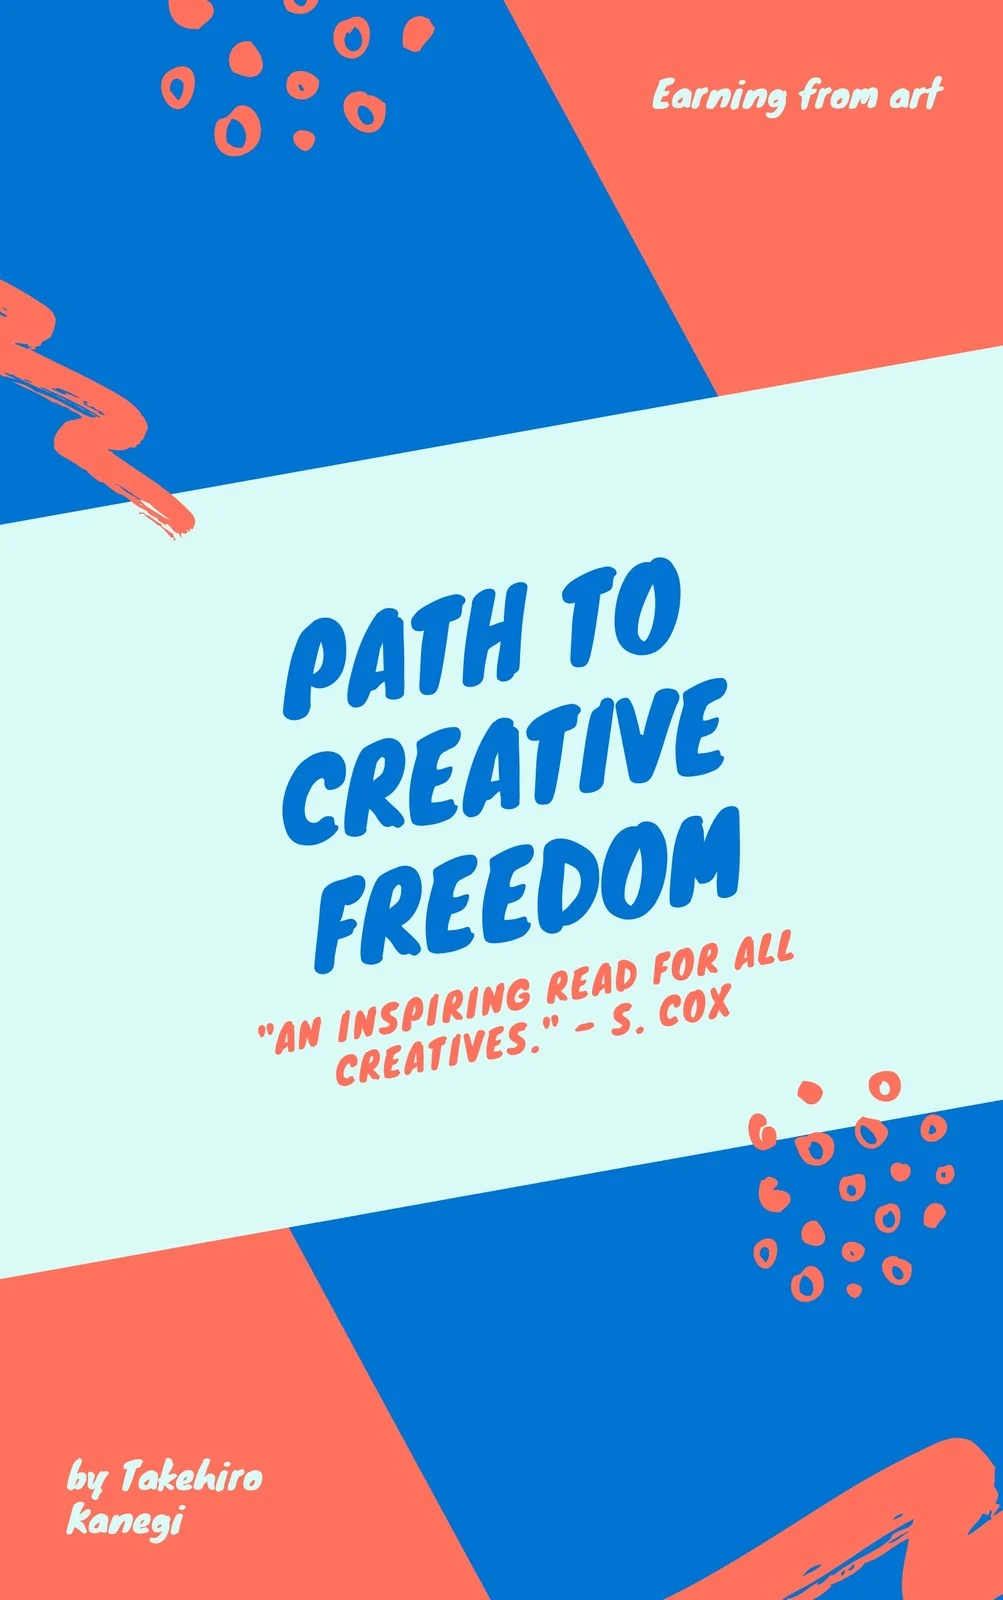 Earning from art
PATH TO
CREATIVE
FREEDOM
"AN INSPIRING READ FOR ALL
CREATIVES." - S. COX
by Takehiro
Kanegi